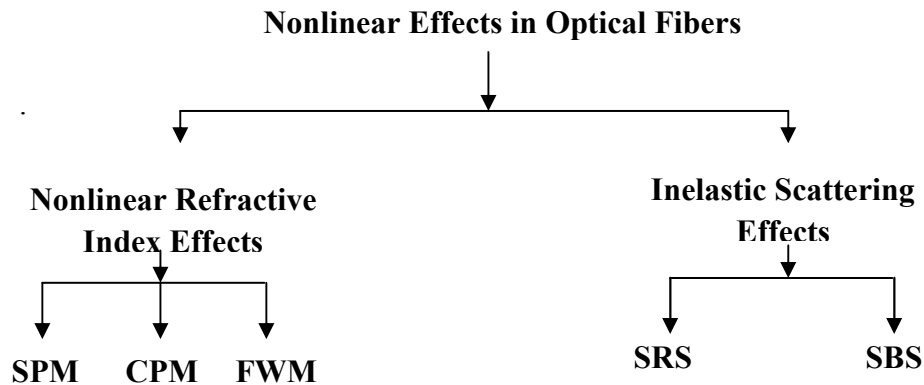 Nonlinear Effects in Optical Fibers
Nonlinear Refractive
Index Effects
Inelastic Scattering
Effects
SPM CPM FWM
SRS SBS